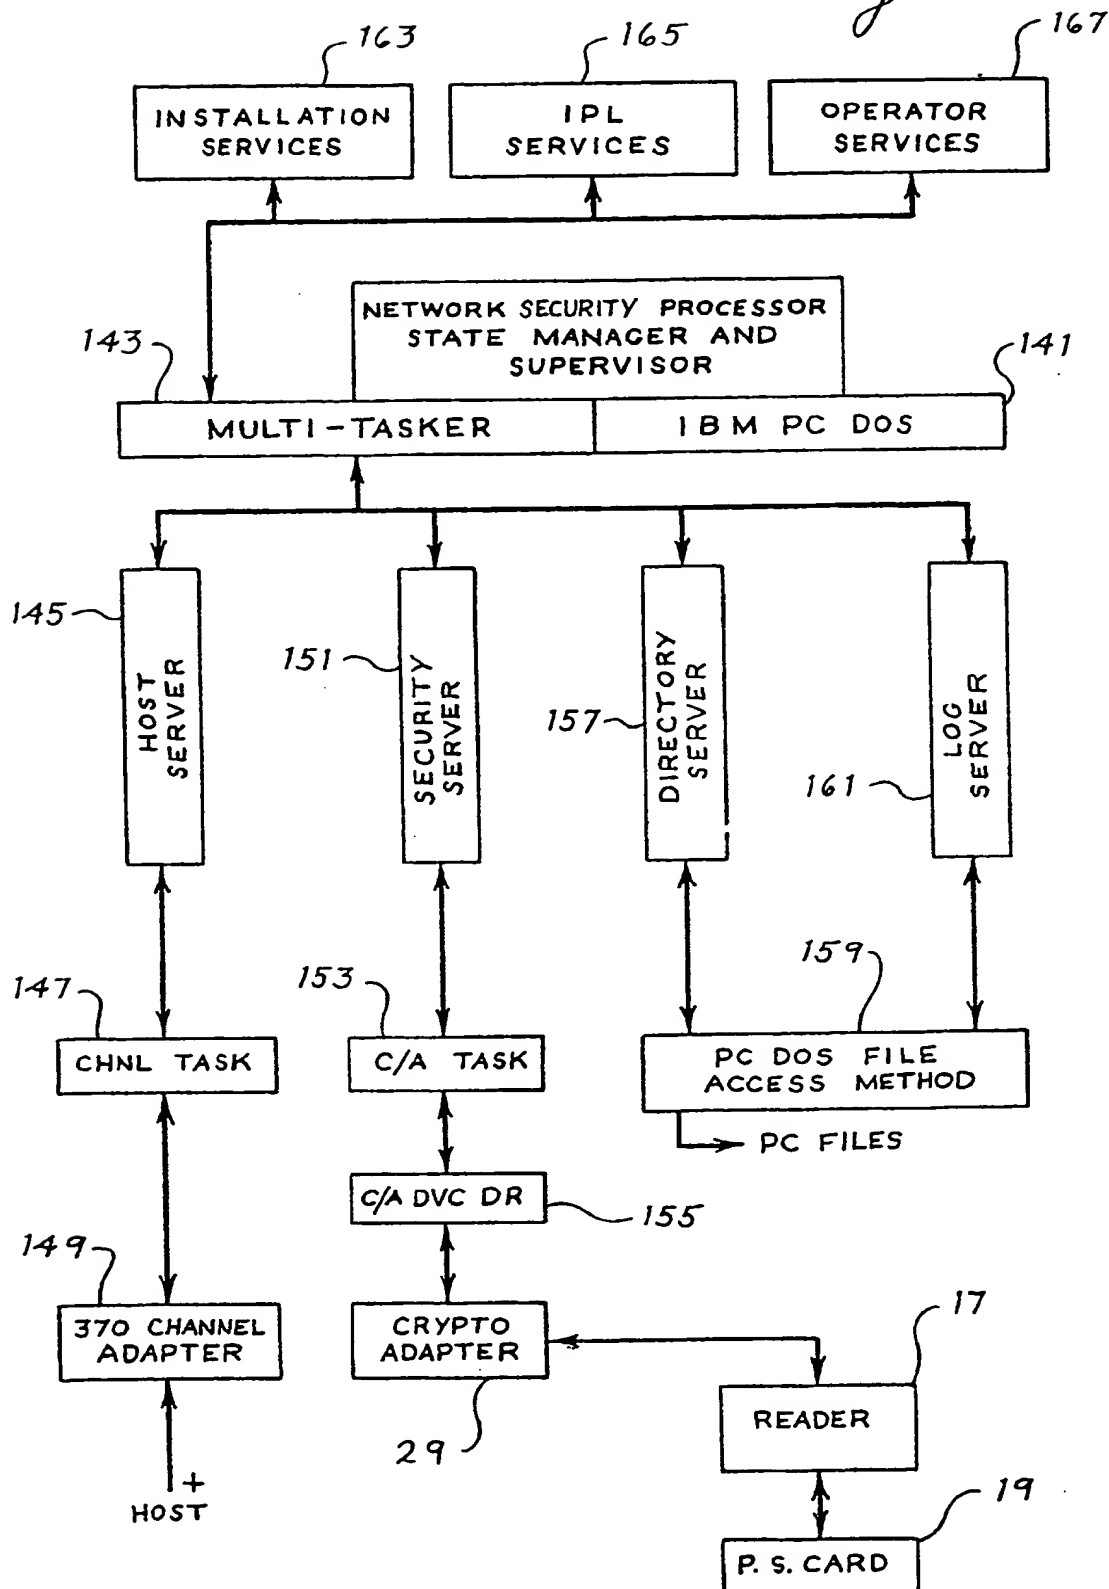 163
165
167
INSTALLATION
SERVICES
IPL
SERVICES
OPERATOR
SERVICES
NETWORK SECURITY PROCESSOR
STATE MANAGER AND
SUPERVISOR
143
141
MULTI-TASKER
IBM PC DOS
145
HOST
SERVER
151
SECURITY
SERVER
157
DIRECTORY
SERVER
161
LOG
SERVER
147
CHNL TASK
153
C/A TASK
159
PC DOS FILE
ACCESS METHOD
PC FILES
C/A DVC DR
155
149
370 CHANNEL
ADAPTER
CRYPTO
ADAPTER
29
17
READER
+
HOST
19
P. S. CARD